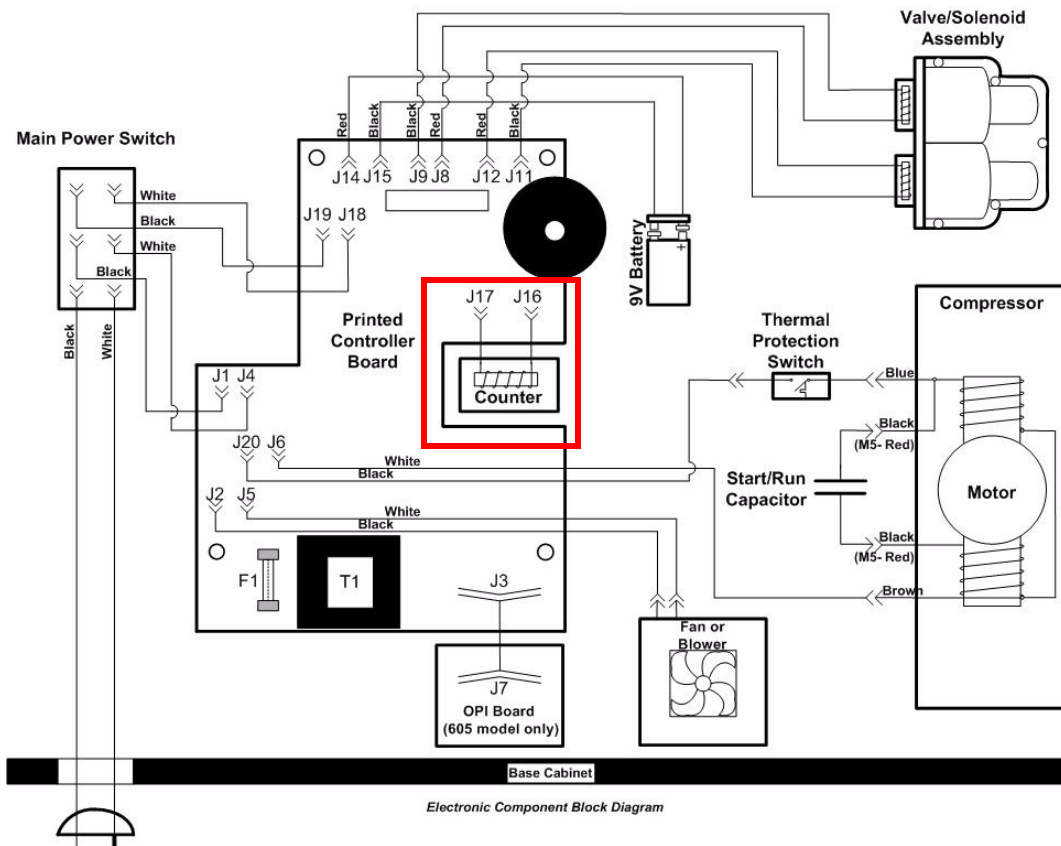 Valve/Solenoid
Assembly
Main Power Switch
Red
Black
Black
Red
Red
Black
J14
J15
J9
J8
J12
J11
White
Black
White
Black
J19
J18
9V Battery
+
J17
J16
Printed
Controller
Board
Counter
Black
White
J1
J4
J20
J6
White
Black
J2
J5
White
Black
Thermal
Protection
Switch
Compressor
Blue
Black
(M5- Red)
Start/Run
Capacitor
Motor
Black
(M5- Red)
Brown
F1
T1
J3
J7
OPI Board
(605 model only)
Fan or
Blower
Base Cabinet
Electronic Component Block Diagram